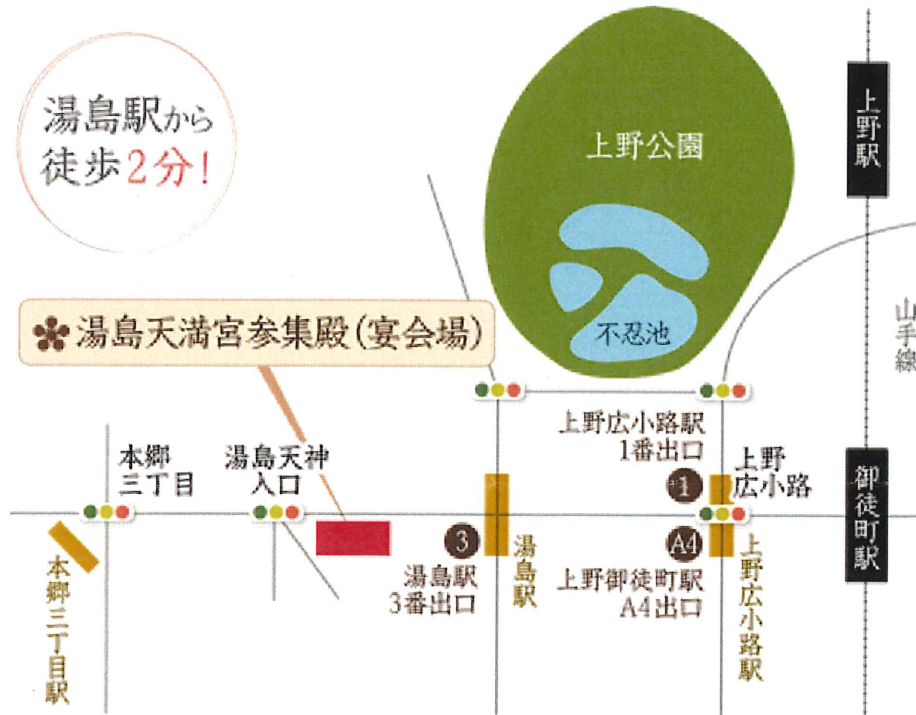 湯島駅から
徒歩2分!
上野公園
不忍池
上野駅
山手線
湯島天満宮参集殿(宴会場)
上野広小路駅
1番出口
1
上野
広小路
本郷
三丁目
湯島天神
入口
御徒町駅
3
湯島駅
3番出口
湯島駅
A4
上野御徒町駅
A4出口
上野広小路駅
本郷三丁目駅